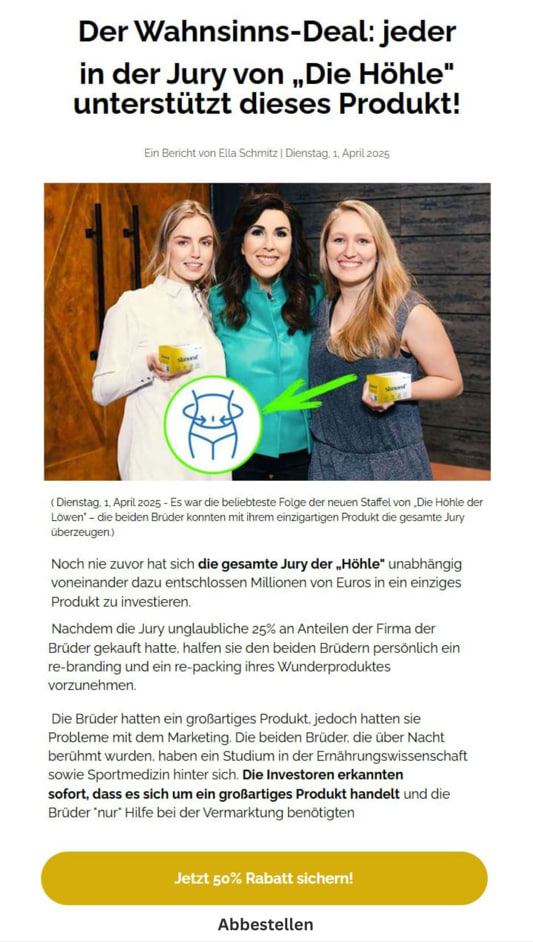 Der Wahnsinns-Deal: jeder
in der Jury von „Die Höhle"
unterstützt dieses Produkt!
Ein Bericht von Ella Schmitz | Dienstag, 1, April 2025
( Dienstag, 1, April 2025 - Es war die beliebteste Folge der neuen Staffel von „Die Höhle der
Löwen" – die beiden Brüder konnten mit ihrem einzigartigen Produkt die gesamte Jury
überzeugen.)
Noch nie zuvor hat sich die gesamte Jury der „Höhle" unabhängig
voneinander dazu entschlossen Millionen von Euros in ein einziges
Produkt zu investieren.
Nachdem die Jury unglaubliche 25% an Anteilen der Firma der
Brüder gekauft hatte, halfen sie den beiden Brüdern persönlich ein
re-branding und ein re-packing ihres Wunderproduktes
vorzunehmen.
Die Brüder hatten ein großartiges Produkt, jedoch hatten sie
Probleme mit dem Marketing. Die beiden Brüder, die über Nacht
berühmt wurden, haben ein Studium in der Ernährungswissenschaft
sowie Sportmedizin hinter sich. Die Investoren erkannten
sofort, dass es sich um ein großartiges Produkt handelt und die
Brüder "nur" Hilfe bei der Vermarktung benötigten
Jetzt 50% Rabatt sichern!
Abbestellen